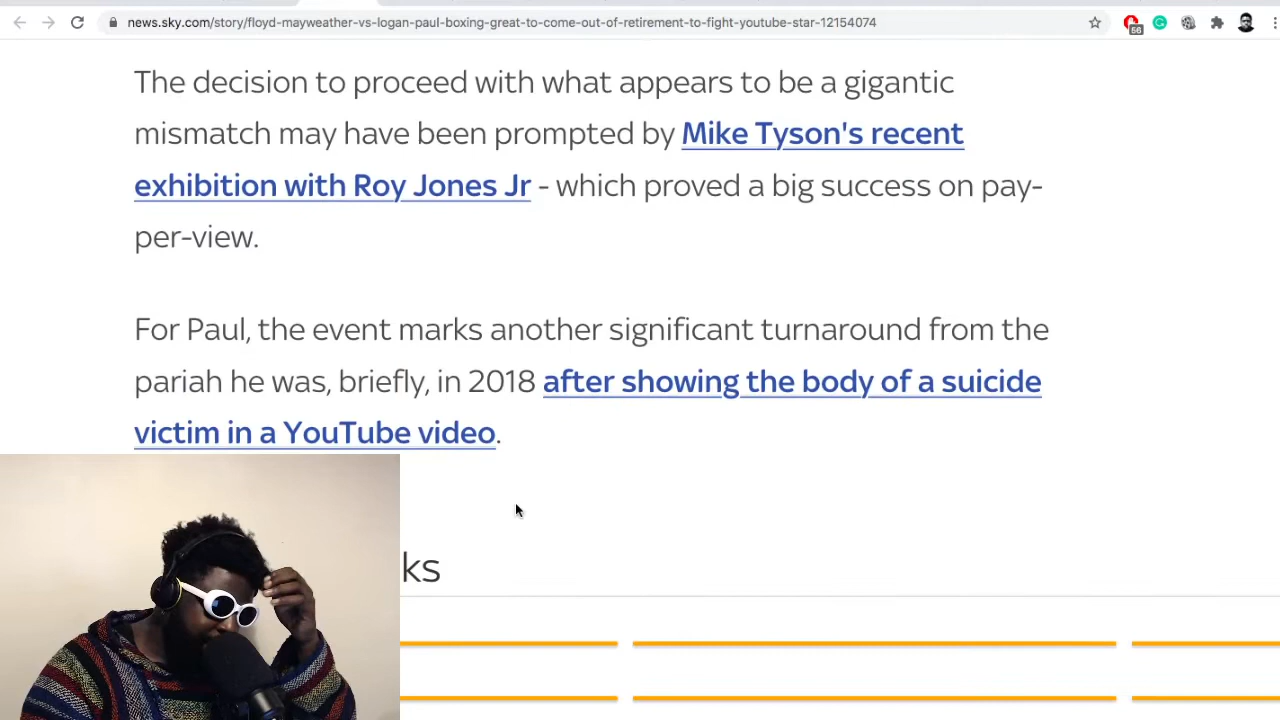 news.sky.com/story/floyd-mayweather-vs-logan-paul-boxing-great-to-come-out-of-retirement-to-fight-youtube-star-12154074
56
The decision to proceed with what appears to be a gigantic
mismatch may have been prompted by Mike Tyson's recent
exhibition with Roy Jones Jr - which proved a big success on pay-
per-view.
For Paul, the event marks another significant turnaround from the
pariah he was, briefly, in 2018 after showing the body of a suicide
victim in a YouTube video.
ks